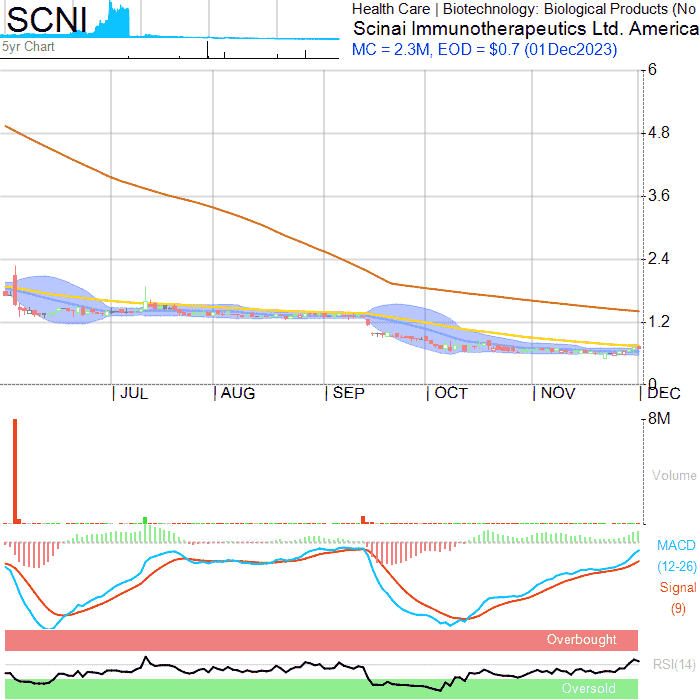 SCNI
5yr Chart
Health Care | Biotechnology: Biological Products (No
Scinai Immunotherapeutics Ltd. America
MC = 2.3M, EOD = $0.7 (01Dec2023)
6
4.8
3.6
2.4
1.2
0
JUL AUG SEP OCT NOV DEC
8M
Volume
MACD
(12-26)
Signal
(9)
Overbought
RSI(14)
Oversold